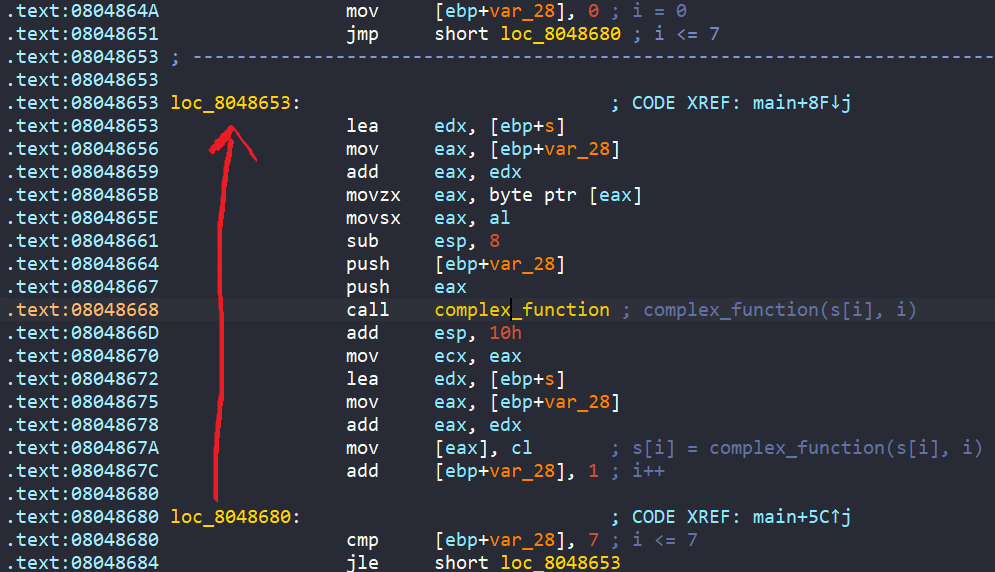 .text:0804864A mov [ebp+var_28], 0 ; i = 0
.text:08048651 jmp short loc_8048680 ; i <= 7
.text:08048653 ; ---------------------------------------------------------------------------
.text:08048653
.text:08048653 loc_8048653: ; CODE XREF: main+8F↓j
.text:08048653 lea edx, [ebp+s]
.text:08048656 mov eax, [ebp+var_28]
.text:08048659 add eax, edx
.text:0804865B movzx eax, byte ptr [eax]
.text:0804865E movsx eax, al
.text:08048661 sub esp, 8
.text:08048664 push [ebp+var_28]
.text:08048667 push eax
.text:08048668 call complex_function ; complex_function(s[i], i)
.text:0804866D add esp, 10h
.text:08048670 mov ecx, eax
.text:08048672 lea edx, [ebp+s]
.text:08048675 mov eax, [ebp+var_28]
.text:08048678 add eax, edx
.text:0804867A mov [eax], cl ; s[i] = complex_function(s[i], i)
.text:0804867C add [ebp+var_28], 1 ; i++
.text:08048680
.text:08048680 loc_8048680: ; CODE XREF: main+5C↑j
.text:08048680 cmp [ebp+var_28], 7 ; i <= 7
.text:08048684 jle short loc_8048653